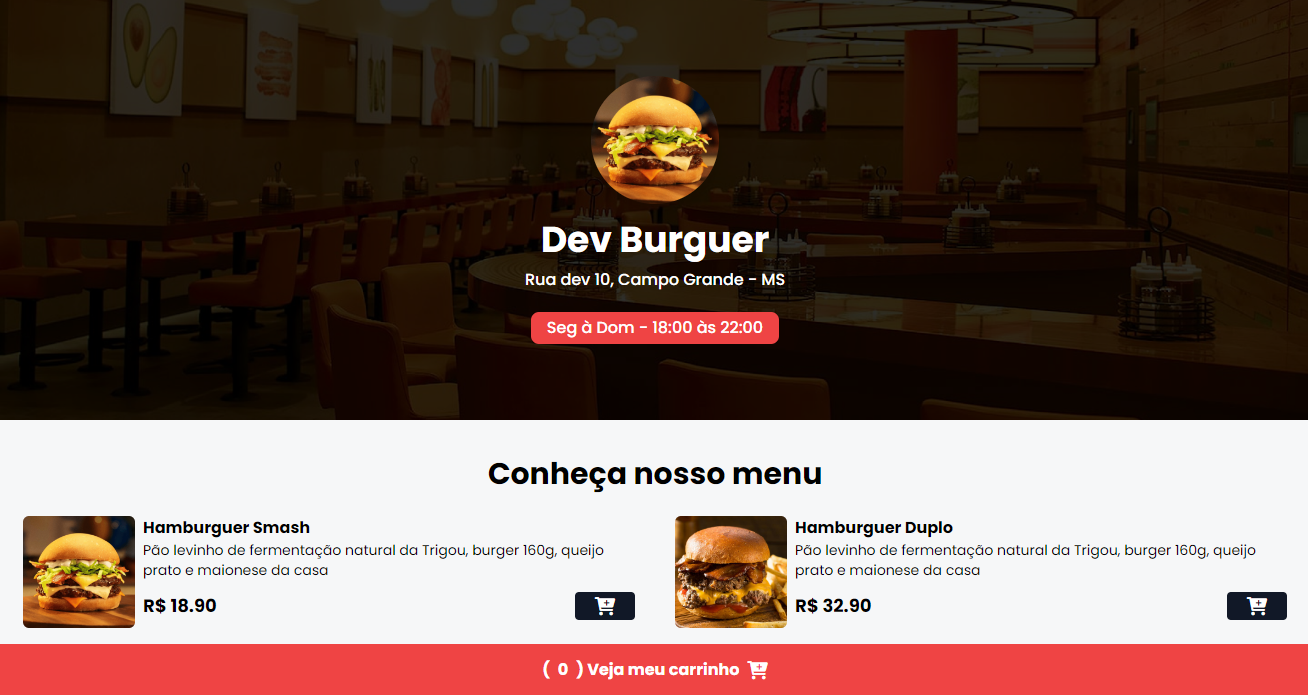 Dev Burguer
Rua dev 10, Campo Grande - MS
Seg à Dom - 18:00 às 22:00
Conheça nosso menu
Hamburguer Smash
Pão levinho de fermentação natural da Trigou, burger 160g, queijo
prato e maionese da casa
R$ 18.90
Hamburguer Duplo
Pão levinho de fermentação natural da Trigou, burger 160g, queijo
prato e maionese da casa
R$ 32.90
( 0 ) Veja meu carrinho